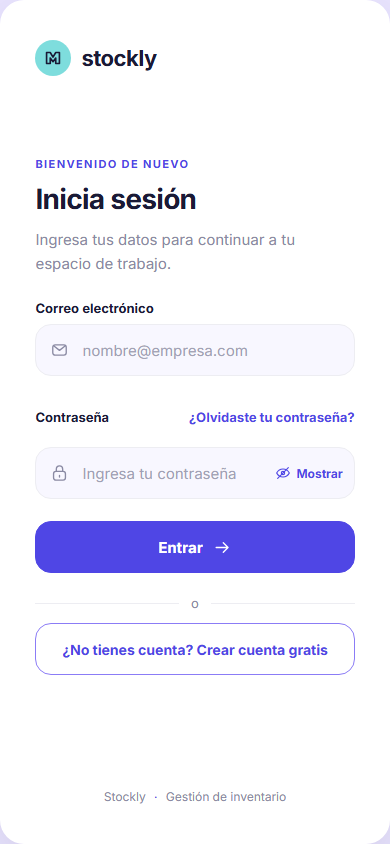 stockly
BIENVENIDO DE NUEVO
Inicia sesión
Ingresa tus datos para continuar a tu
espacio de trabajo.
Correo electrónico
nombre@empresa.com
Contraseña ¿Olvidaste tu contraseña?
Ingresa tu contraseña Mostrar
Entrar →
o
¿No tienes cuenta? Crear cuenta gratis
Stockly · Gestión de inventario